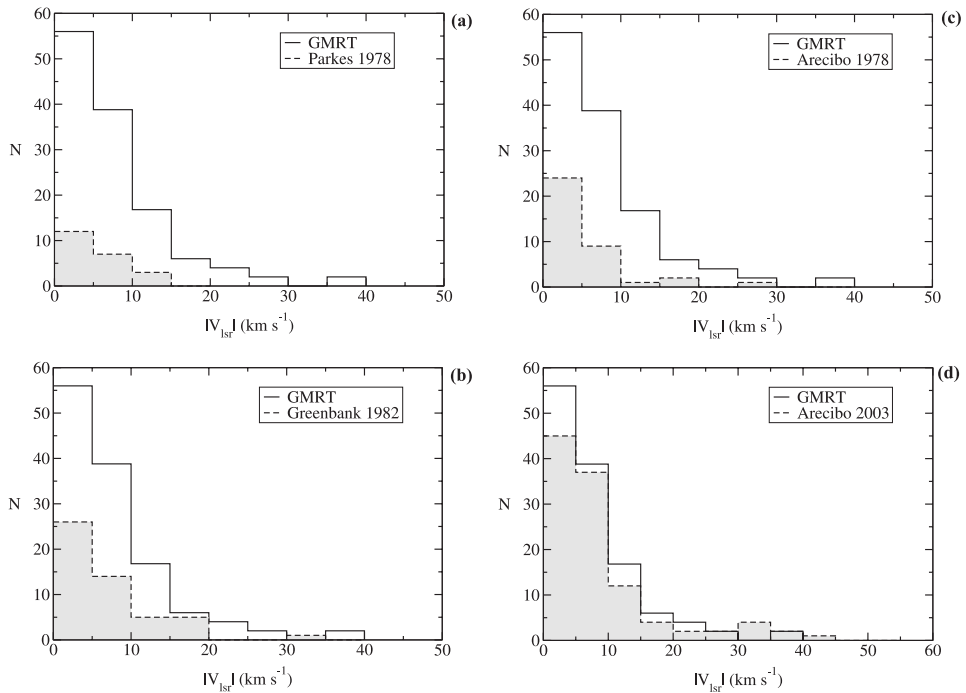 (a)
60
50
40
30
20
10
0
N
GMRT
Parkes 1978
0 10 20 30 40 50
|V_lsr| (km s^-1)
(c)
60
50
40
30
20
10
0
N
GMRT
Arecibo 1978
0 10 20 30 40 50
|V_lsr| (km s^-1)
(b)
60
50
40
30
20
10
0
N
GMRT
Greenbank 1982
0 10 20 30 40 50
|V_lsr| (km s^-1)
(d)
60
50
40
30
20
10
0
N
GMRT
Arecibo 2003
0 10 20 30 40 50 60
|V_lsr| (km s^-1)